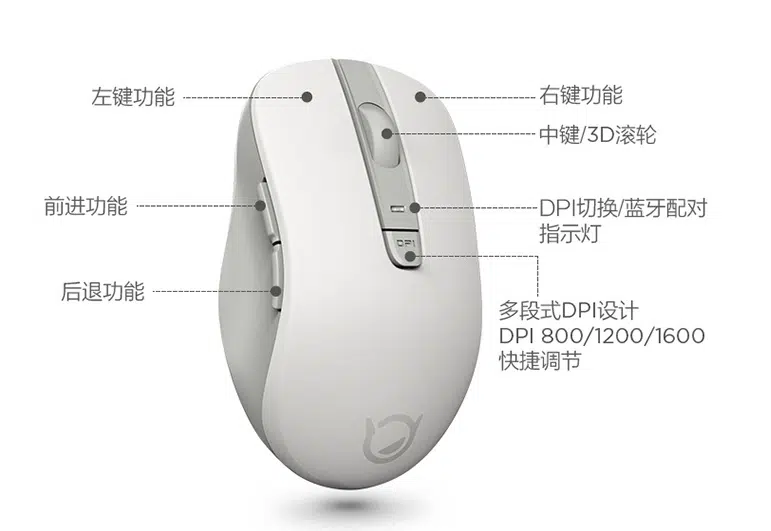 左键功能
右键功能
中键/3D滚轮
前进功能
DPI切换/蓝牙配对
指示灯
DPI
后退功能
多段式DPI设计
DPI 800/1200/1600
快捷调节